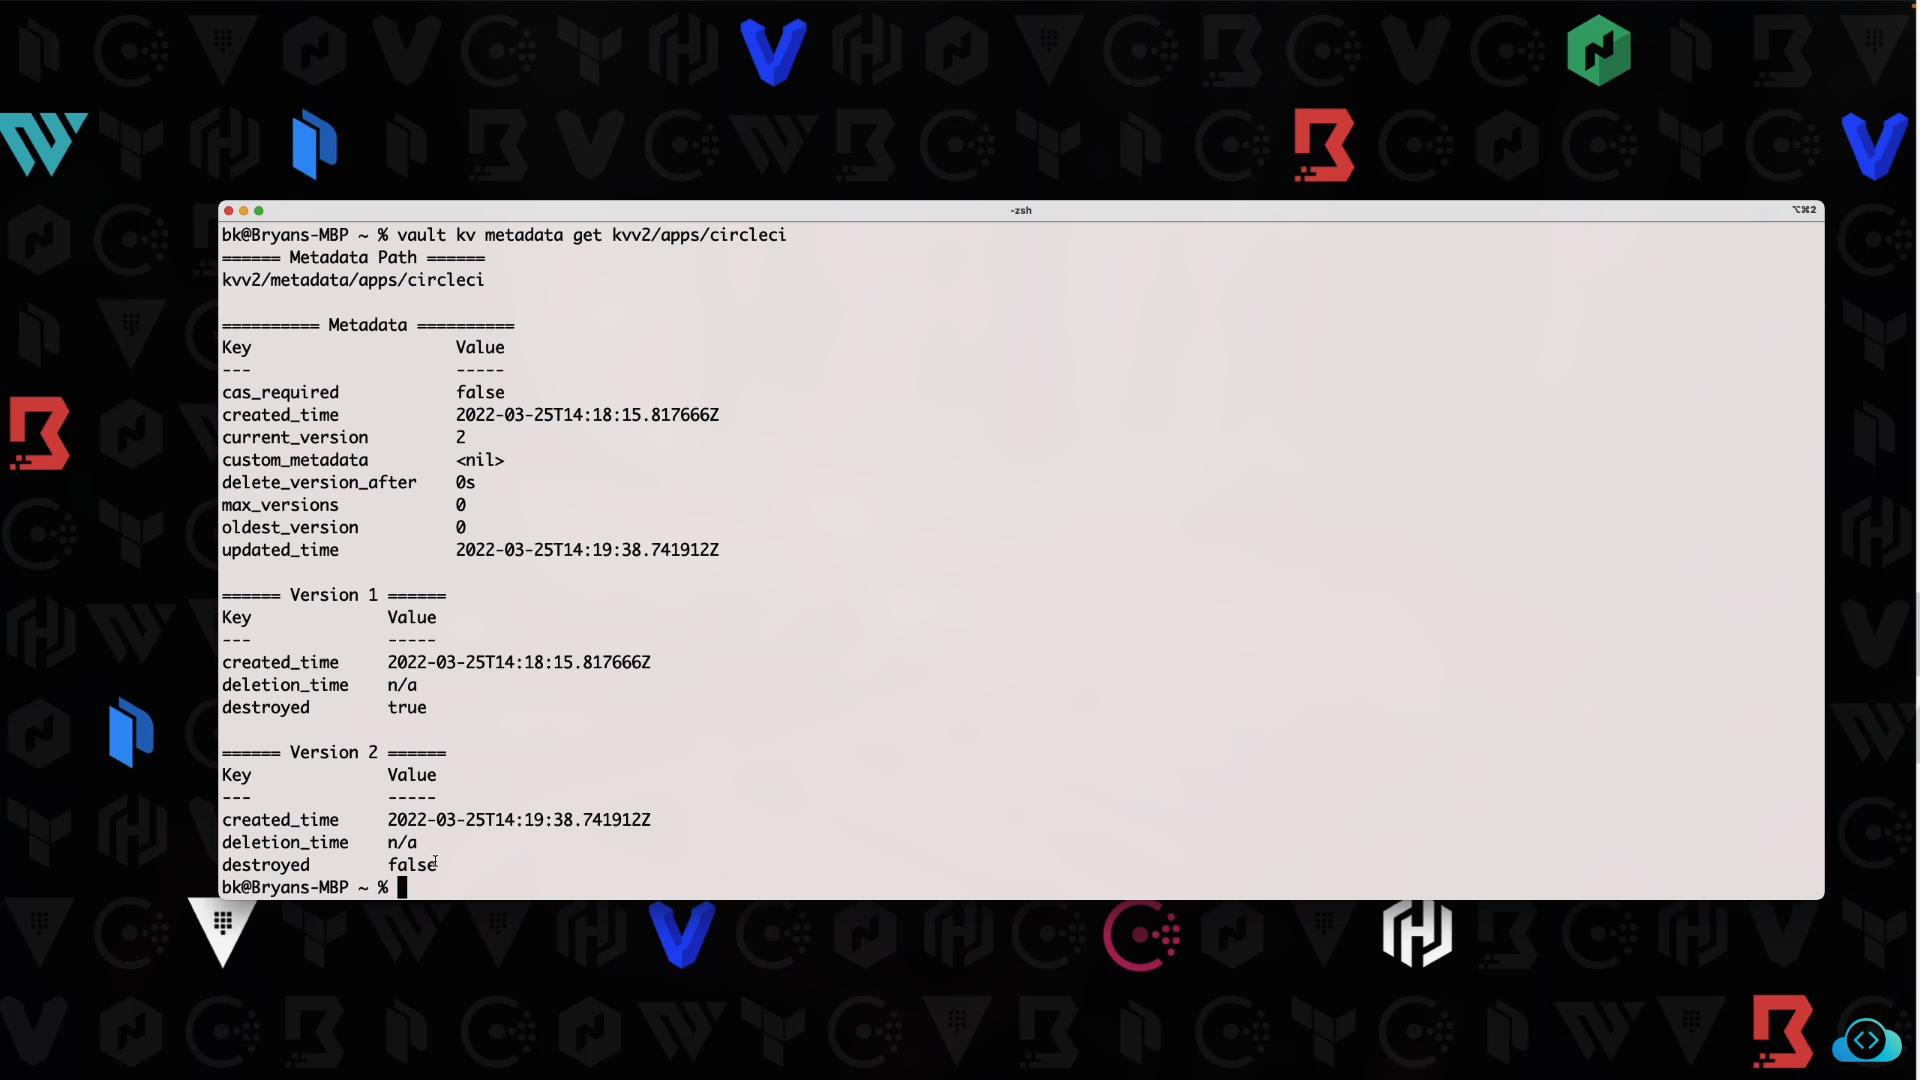 -zsh
⌥⌘2
bk@Bryans-MBP ~ % vault kv metadata get kvv2/apps/circleci
====== Metadata Path ======
kvv2/metadata/apps/circleci
========== Metadata ==========
Key Value
--- -----
cas_required false
created_time 2022-03-25T14:18:15.817666Z
current_version 2
custom_metadata <nil>
delete_version_after 0s
max_versions 0
oldest_version 0
updated_time 2022-03-25T14:19:38.741912Z
====== Version 1 ======
Key Value
--- -----
created_time 2022-03-25T14:18:15.817666Z
deletion_time n/a
destroyed true
====== Version 2 ======
Key Value
--- -----
created_time 2022-03-25T14:19:38.741912Z
deletion_time n/a
destroyed false
bk@Bryans-MBP ~ %